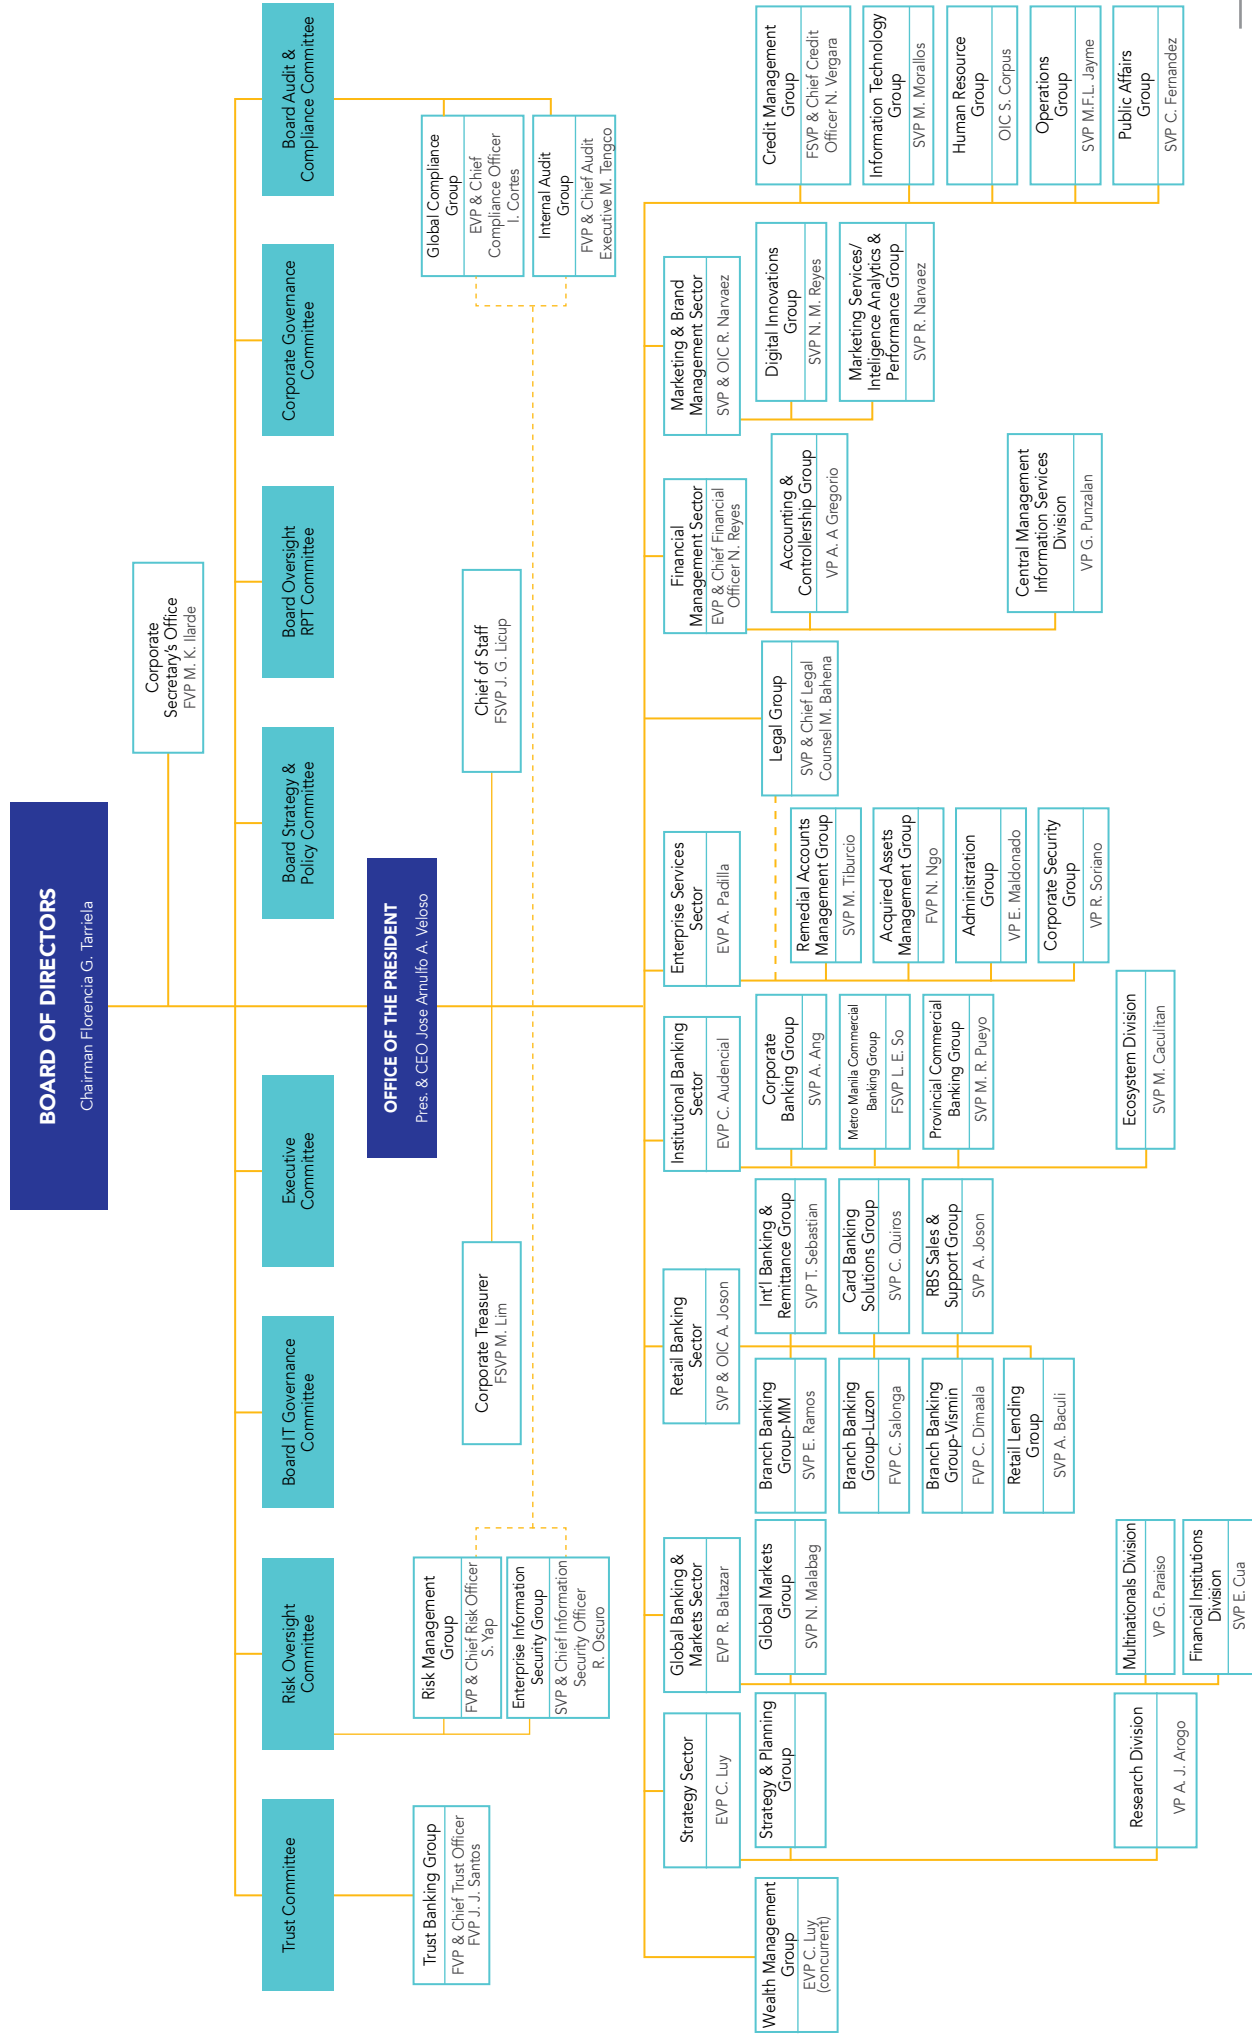 BOARD OF DIRECTORS
Chairman Florencia G. Tarriela
Corporate
Secretary's Office
FVP M. K. Ilarde
Trust Committee
Risk Oversight
Committee
Board IT Governance
Committee
Executive
Committee
Board Strategy &
Policy Committee
Board Oversight
RPT Committee
Corporate Governance
Committee
Board Audit &
Compliance Committee
OFFICE OF THE PRESIDENT
Pres. & CEO Jose Arnulfo A. Veloso
Trust Banking Group
FVP & Chief Trust Officer
FVP J. J. Santos
Risk Management
Group
FVP & Chief Risk Officer
S. Yap
Enterprise Information
Security Group
SVP & Chief Information
Security Officer
R. Oscuro
Corporate Treasurer
FSVP M. Lim
Chief of Staff
FSVP J. G. Licup
Global Compliance
Group
EVP & Chief
Compliance Officer
I. Cortes
Internal Audit
Group
FVP & Chief Audit
Executive M. Tengco
Wealth Management
Group
EVP C. Luy
(concurrent)
Strategy Sector
EVP C. Luy
Strategy & Planning
Group
Research Division
VP A. J. Arogo
Global Banking &
Markets Sector
EVP R. Baltazar
Global Markets
Group
SVP N. Malabag
Multinationals Division
VP G. Paraiso
Financial Institutions
Division
SVP E. Cua
Retail Banking
Sector
SVP & OIC A. Joson
Branch Banking
Group-MM
SVP E. Ramos
Branch Banking
Group-Luzon
FVP C. Salonga
Branch Banking
Group-Vismin
FVP C. Dimaala
Retail Lending
Group
SVP A. Baculi
Int'l Banking &
Remittance Group
SVP T. Sebastian
Card Banking
Solutions Group
SVP C. Quiros
RBS Sales &
Support Group
SVP A. Joson
Institutional Banking
Sector
EVP C. Audencial
Corporate
Banking Group
SVP A. Ang
Metro Manila Commercial
Banking Group
FSVP L. E. So
Provincial Commercial
Banking Group
SVP M. R. Pueyo
Ecosystem Division
SVP M. Caculitan
Enterprise Services
Sector
EVP A. Padilla
Remedial Accounts
Management Group
SVP M. Tiburcio
Acquired Assets
Management Group
FVP N. Ngo
Administration
Group
VP E. Maldonado
Corporate Security
Group
VP R. Soriano
Legal Group
SVP & Chief Legal
Counsel M. Bahena
Financial
Management Sector
EVP & Chief Financial
Officer N. Reyes
Accounting &
Controllership Group
VP A. A Gregorio
Central Management
Information Services
Division
VP G. Punzalan
Marketing & Brand
Management Sector
SVP & OIC R. Narvaez
Digital Innovations
Group
SVP N. M. Reyes
Marketing Services/
Inteligence Analytics &
Performance Group
SVP R. Narvaez
Credit Management
Group
FSVP & Chief Credit
Officer N. Vergara
Information Technology
Group
SVP M. Morallos
Human Resource
Group
OIC S. Corpus
Operations
Group
SVP M.F.L. Jayme
Public Affairs
Group
SVP C. Fernandez